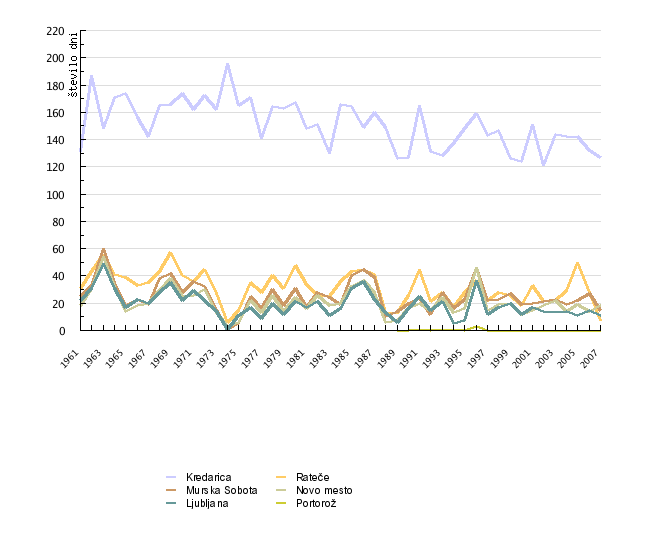 število dni
220
200
180
160
140
120
100
80
60
40
20
0
1961 1963 1965 1967 1969 1971 1973 1975 1977 1979 1981 1983 1985 1987 1989 1991 1993 1995 1997 1999 2001 2003 2005 2007
Kredarica Rateče
Murska Sobota Novo mesto
Ljubljana Portorož